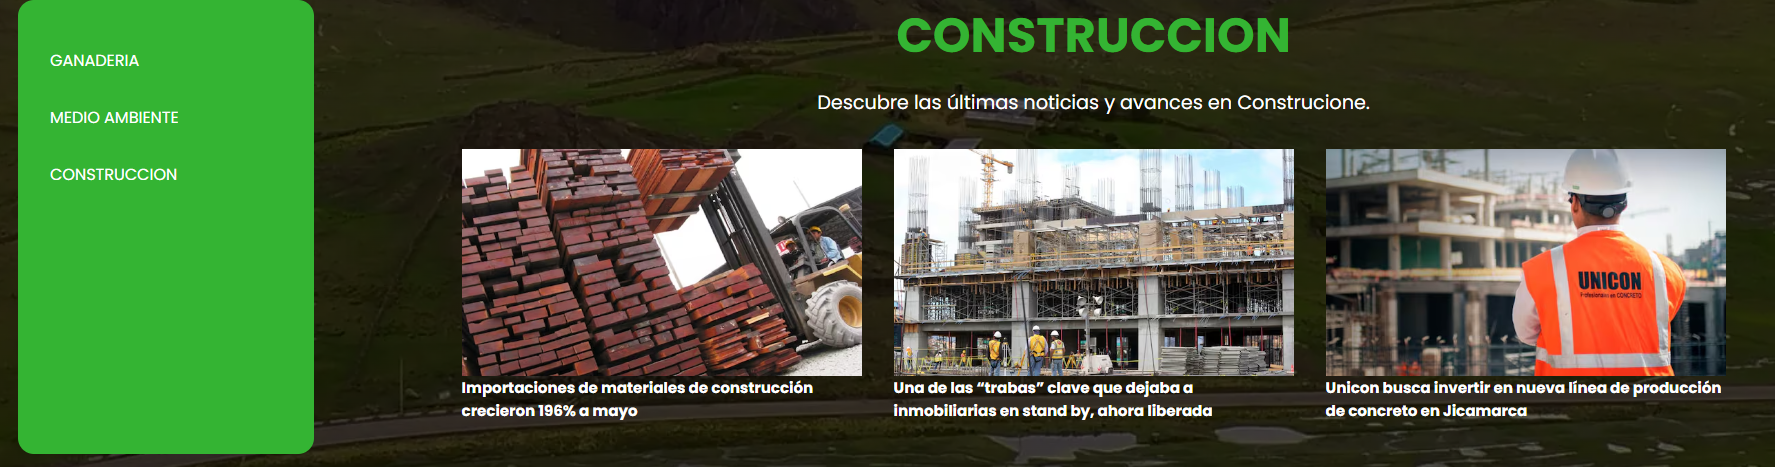 GANADERIA
MEDIO AMBIENTE
CONSTRUCCION
CONSTRUCCION
Descubre las últimas noticias y avances en Construcione.
Importaciones de materiales de construcción
crecieron 196% a mayo
Una de las “trabas” clave que dejaba a
inmobiliarias en stand by, ahora liberada
UNICON
Profesionales en CONCRETO
Unicon busca invertir en nueva línea de producción
de concreto en Jicamarca